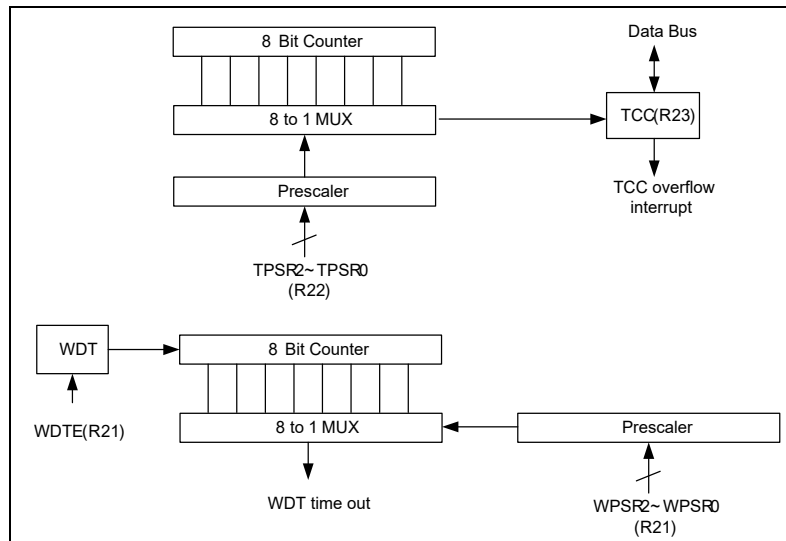 8 Bit Counter
Data Bus
8 to 1 MUX
TCC(R23)
Prescaler
TCC overflow
interrupt
TPSR2~TPSR0
(R22)
WDT
8 Bit Counter
WDTE(R21)
8 to 1 MUX
Prescaler
WDT time out
WPSR2~WPSR0
(R21)